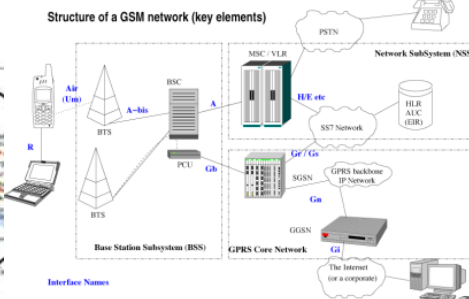 Structure of a GSM network (key elements)
PSTN
MSC / VLR
Network SubSystem (NSS
BSC
Air
(Um)
A-bis
A
H/E etc
HLR
AUC
(EIR)
BTS
SS7 Network
R
PCU
Gb
Gr / Gs
SGSN
GPRS backbone
IP Network
Gn
BTS
GGSN
Base Station Subsystem (BSS)
GPRS Core Network
Gi
The Internet
(or a corporate)
Interface Names